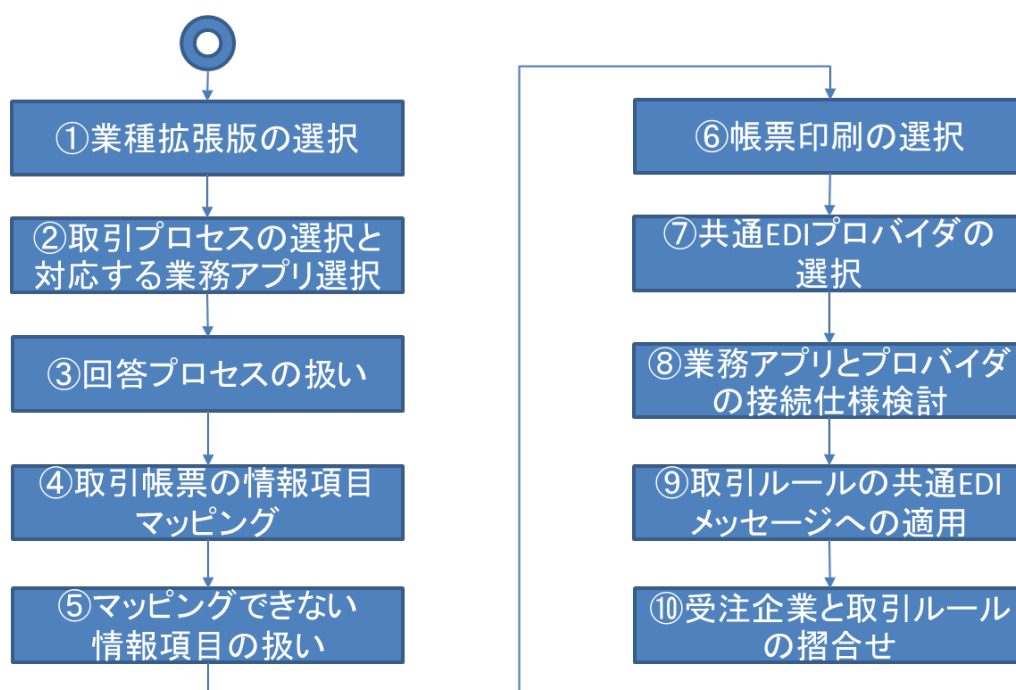 ①業種拡張版の選択
②取引プロセスの選択と
対応する業務アプリ選択
③回答プロセスの扱い
④取引帳票の情報項目
マッピング
⑤マッピングできない
情報項目の扱い
⑥帳票印刷の選択
⑦共通EDIプロバイダの
選択
⑧業務アプリとプロバイダ
の接続仕様検討
⑨取引ルールの共通EDI
メッセージへの適用
⑩受注企業と取引ルール
の摺合せ